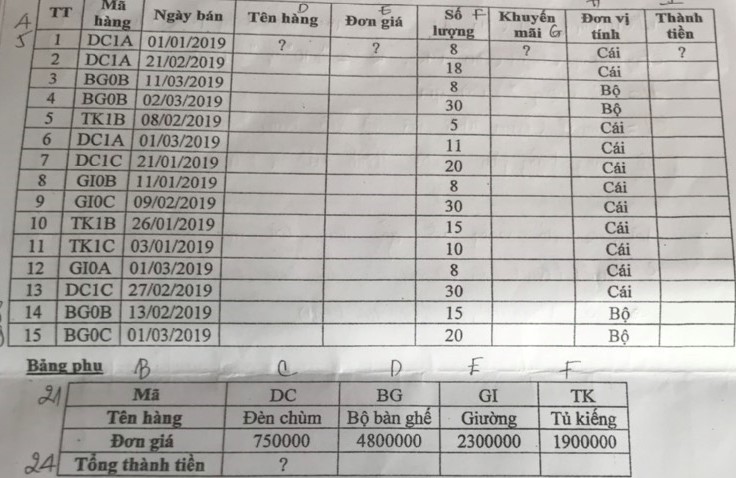 D E F G H I
TT Mã hàng Ngày bán Tên hàng Đơn giá Số lượng Khuyến mãi Đơn vị tính Thành tiền
A
5 1 DC1A 01/01/2019 ? ? 8 ? Cái ?
2 DC1A 21/02/2019 18 Cái
3 BG0B 11/03/2019 8 Bộ
4 BG0B 02/03/2019 30 Bộ
5 TK1B 08/02/2019 5 Cái
6 DC1A 01/03/2019 11 Cái
7 DC1C 21/01/2019 20 Cái
8 GI0B 11/01/2019 8 Cái
9 GI0C 09/02/2019 30 Cái
10 TK1B 26/01/2019 15 Cái
11 TK1C 03/01/2019 10 Cái
12 GI0A 01/03/2019 8 Cái
13 DC1C 27/02/2019 30 Cái
14 BG0B 13/02/2019 15 Bộ
15 BG0C 01/03/2019 20 Bộ
Bảng phụ B C D E F
21 Mã DC BG GI TK
Tên hàng Đèn chùm Bộ bàn ghế Giường Tủ kiếng
Đơn giá 750000 4800000 2300000 1900000
24 Tổng thành tiền ?